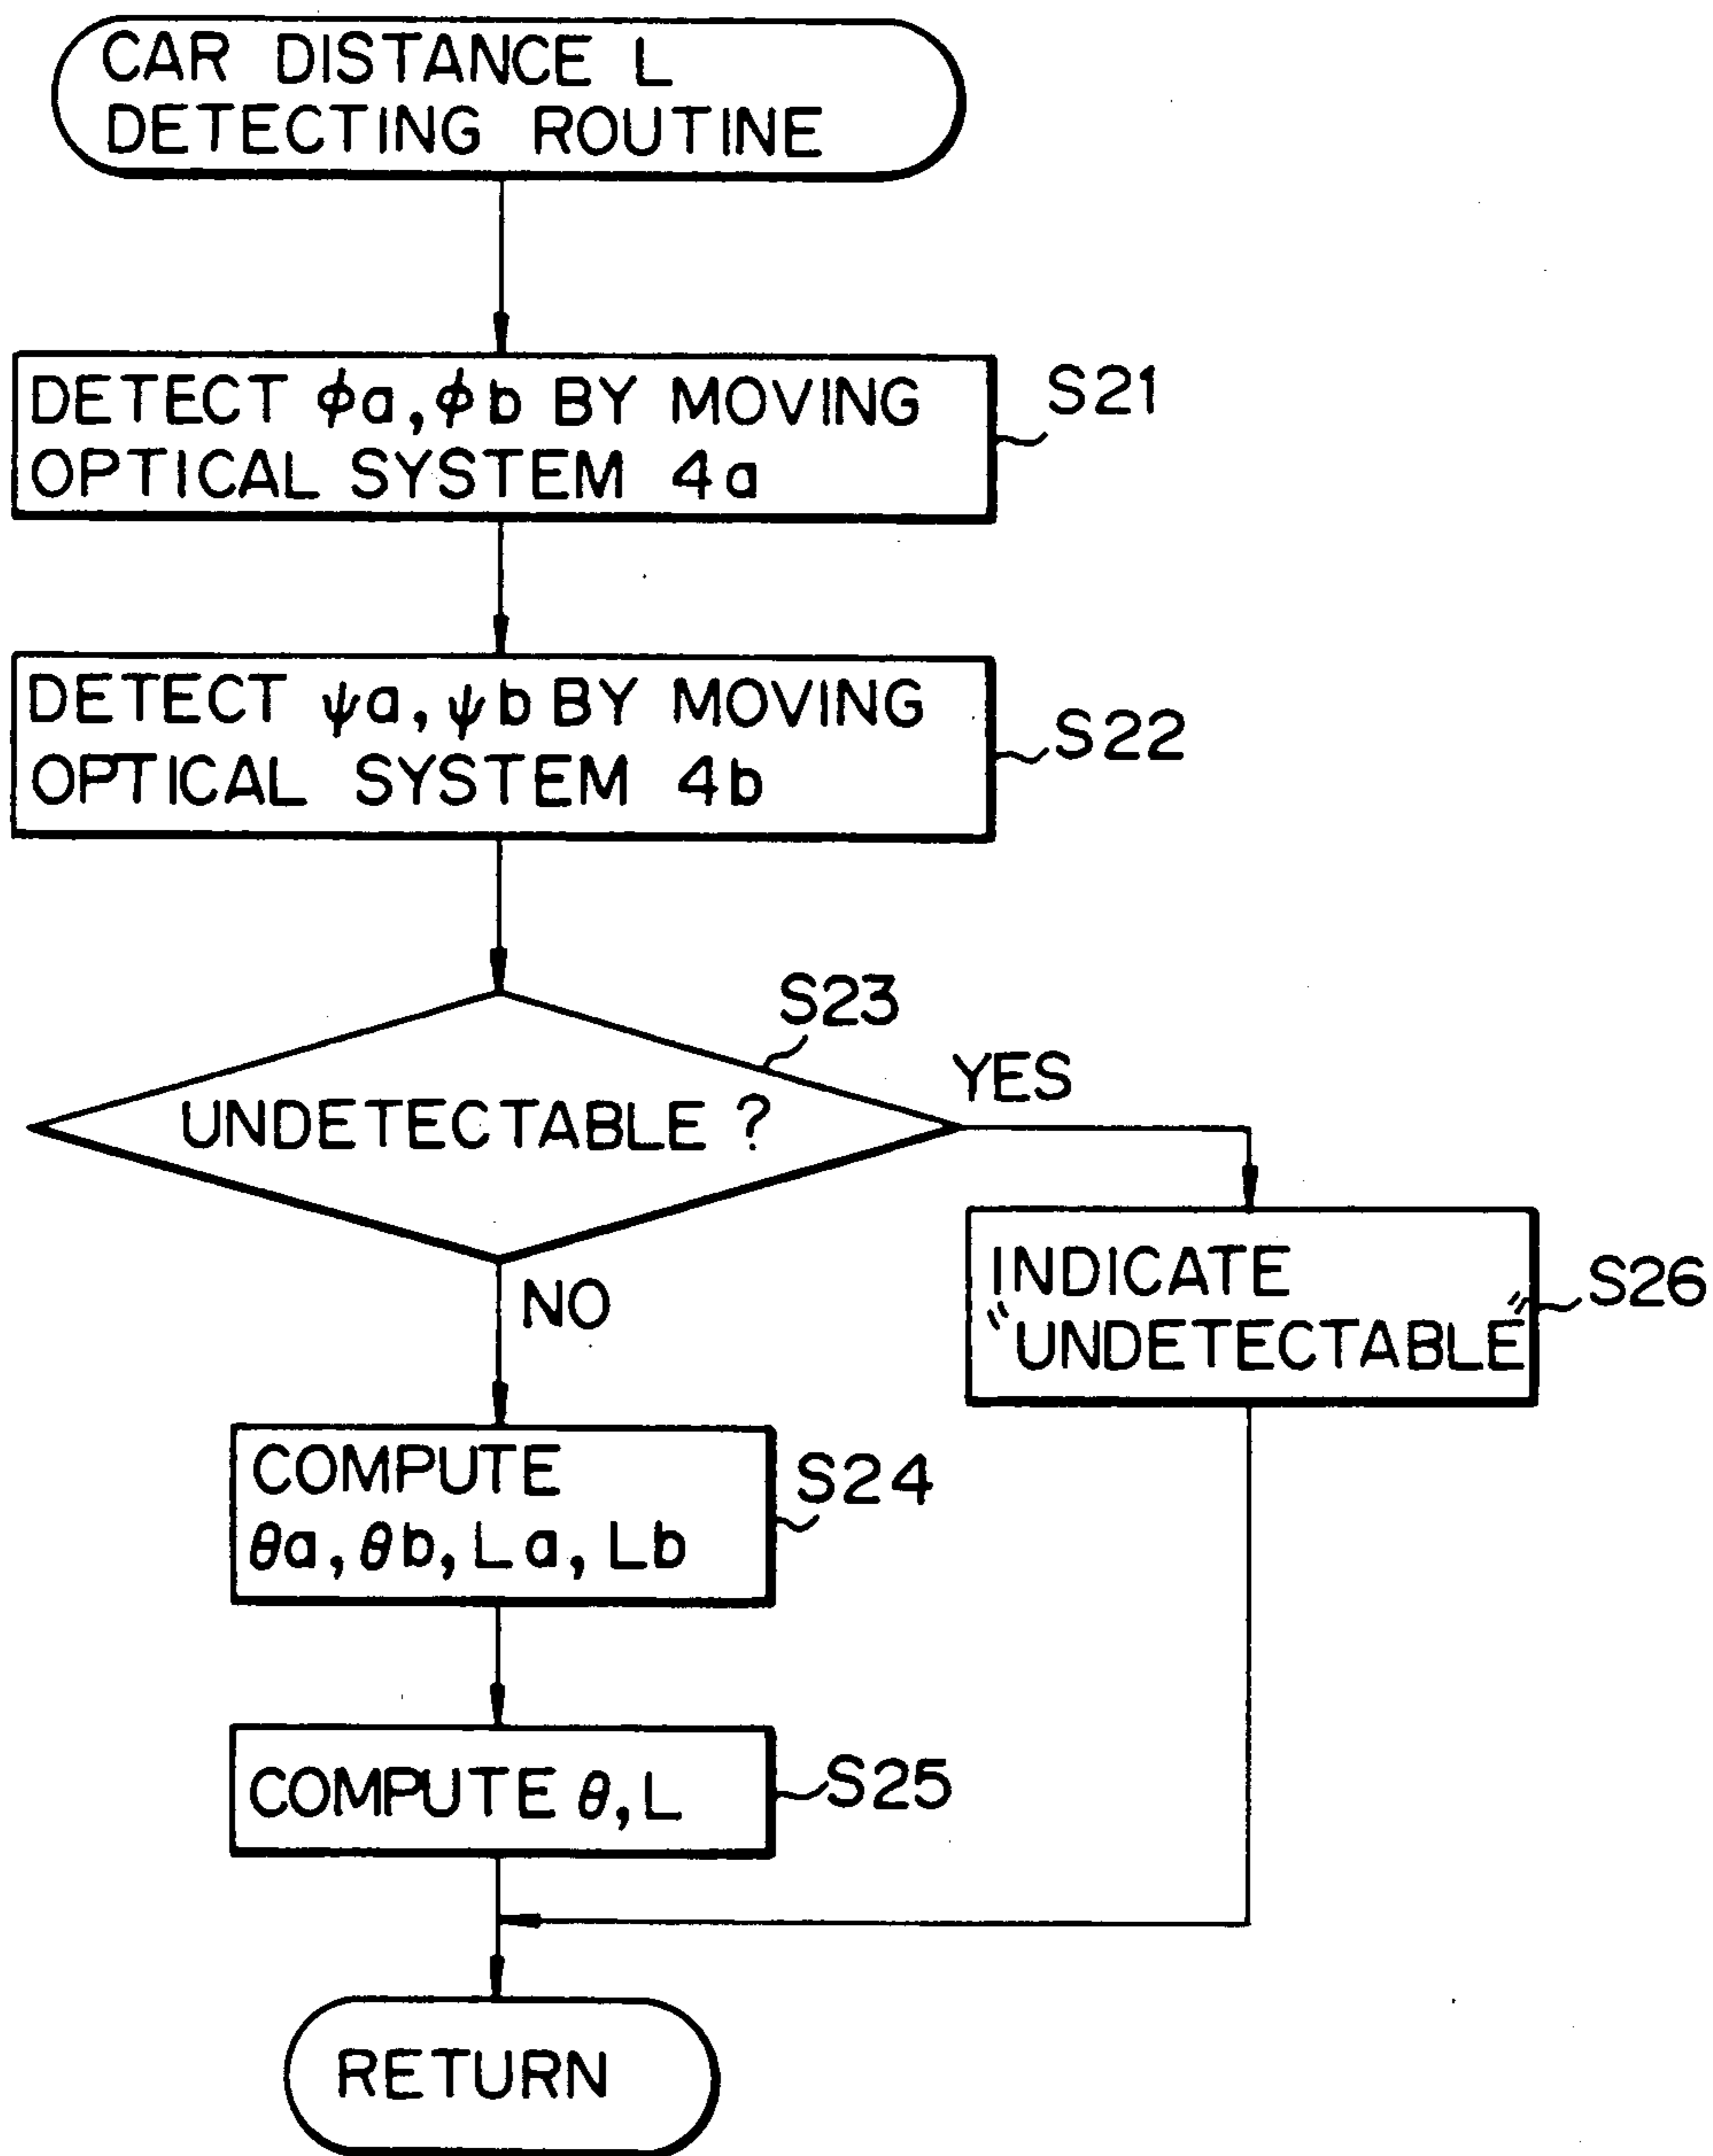 CAR DISTANCE L
DETECTING ROUTINE
DETECT ϕa, ϕb BY MOVING
OPTICAL SYSTEM 4a
S21
DETECT ψa, ψb BY MOVING
OPTICAL SYSTEM 4b
S22
S23
UNDETECTABLE ?
YES
NO
INDICATE
"UNDETECTABLE"
S26
COMPUTE
θa, θb, La, Lb
S24
COMPUTE θ, L
S25
RETURN